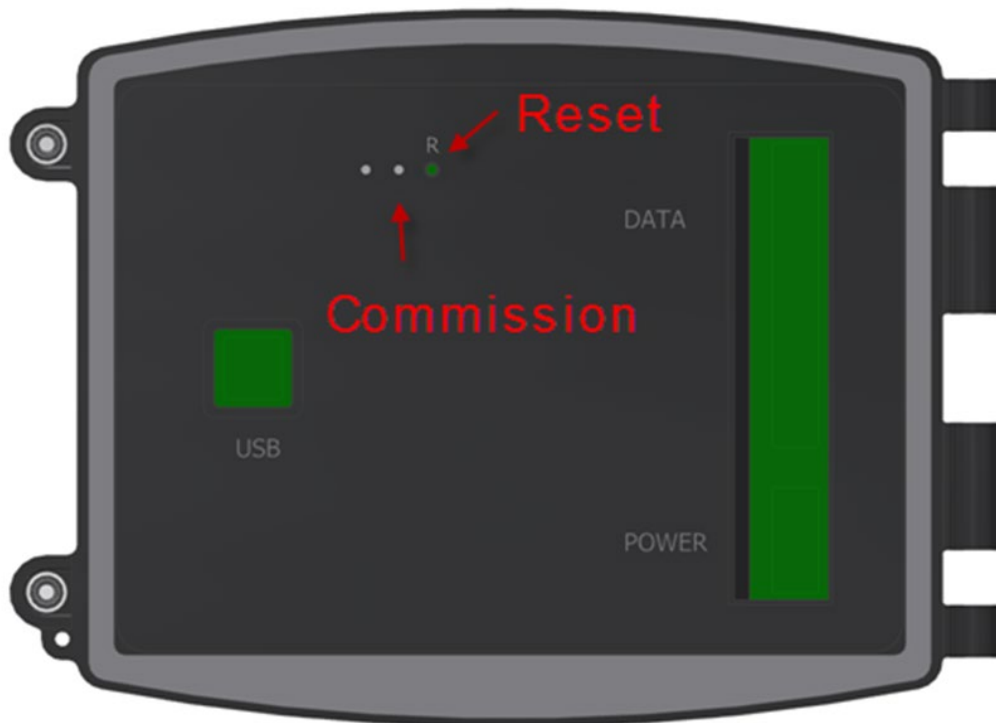 Reset
R
DATA
Commission
USB
POWER